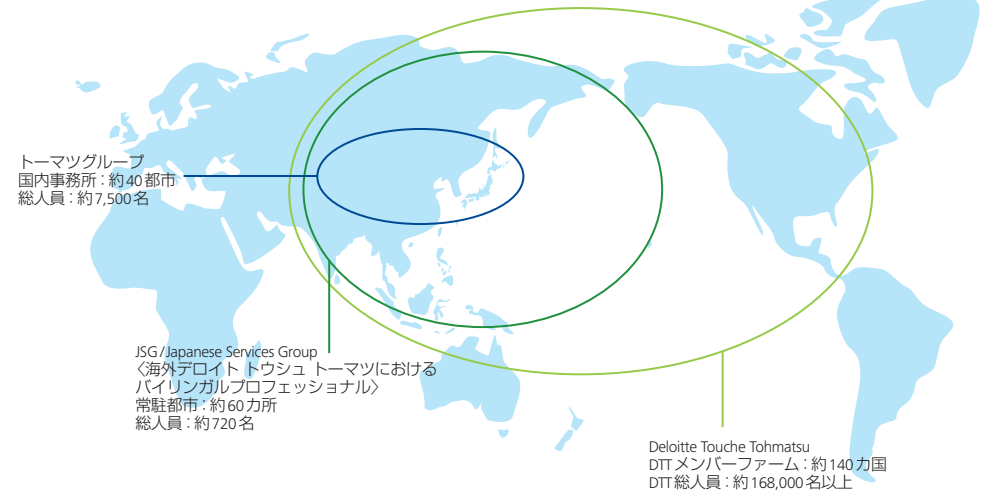 トーマツグループ
国内事務所：約40都市
総人員：約7,500名
JSG/Japanese Services Group
〈海外デロイト トウシュ トーマツにおける
バイリンガルプロフェッショナル〉
常駐都市：約60カ所
総人員：約720名
Deloitte Touche Tohmatsu
DTTメンバーファーム：約140カ国
DTT総人員：約168,000名以上